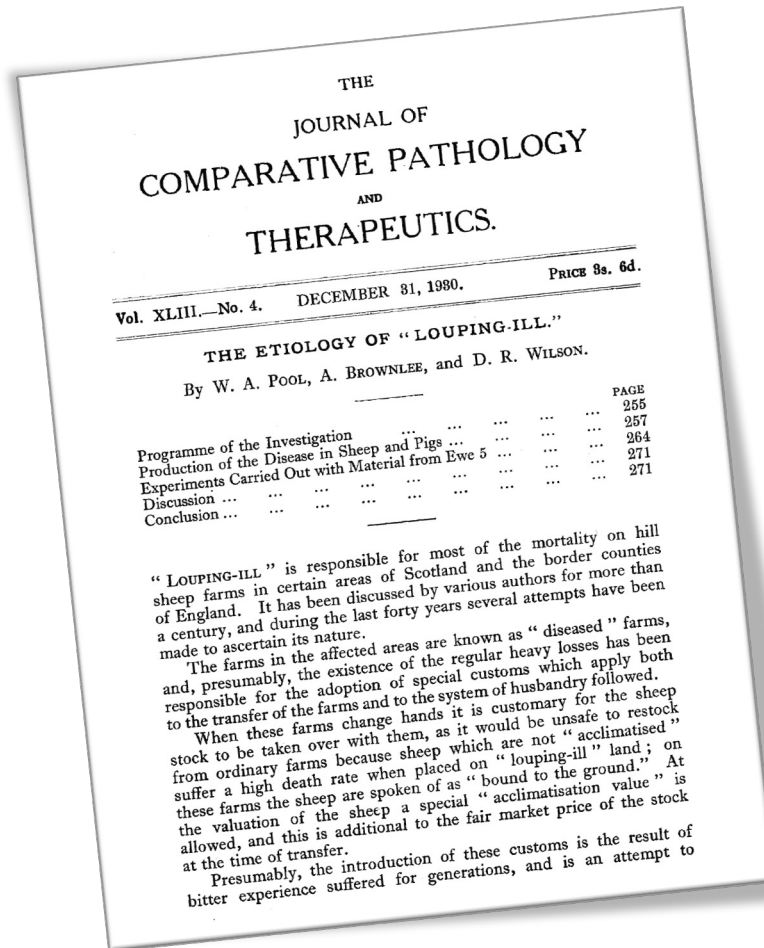 THE
JOURNAL OF
COMPARATIVE PATHOLOGY
AND
THERAPEUTICS.
Vol. XLIII.—No. 4. DECEMBER 31, 1930. PRICE 3s. 6d.
THE ETIOLOGY OF “ LOUPING-ILL.”
By W. A. POOL, A. BROWNLEE, and D. R. WILSON.
PAGE
Programme of the Investigation ... ... ... ... ... 255
Production of the Disease in Sheep and Pigs ... ... ... ... 257
Experiments Carried Out with Material from Ewe 5 ... ... ... 264
Discussion ... ... ... ... ... ... ... ... ... 271
Conclusion ... ... ... ... ... ... ... ... ... 271
“ LOUPING-ILL ” is responsible for most of the mortality on hill
sheep farms in certain areas of Scotland and the border counties
of England. It has been discussed by various authors for more than
a century, and during the last forty years several attempts have been
made to ascertain its nature.
The farms in the affected areas are known as “ diseased ” farms,
and, presumably, the existence of the regular heavy losses has been
responsible for the adoption of special customs which apply both
to the transfer of the farms and to the system of husbandry followed.
When these farms change hands it is customary for the sheep
stock to be taken over with them, as it would be unsafe to restock
from ordinary farms because sheep which are not “ acclimatised ”
suffer a high death rate when placed on “ louping-ill ” land ; on
these farms the sheep are spoken of as “ bound to the ground.” At
the valuation of the sheep a special “ acclimatisation value ” is
allowed, and this is additional to the fair market price of the stock
at the time of transfer.
Presumably, the introduction of these customs is the result of
bitter experience suffered for generations, and is an attempt to